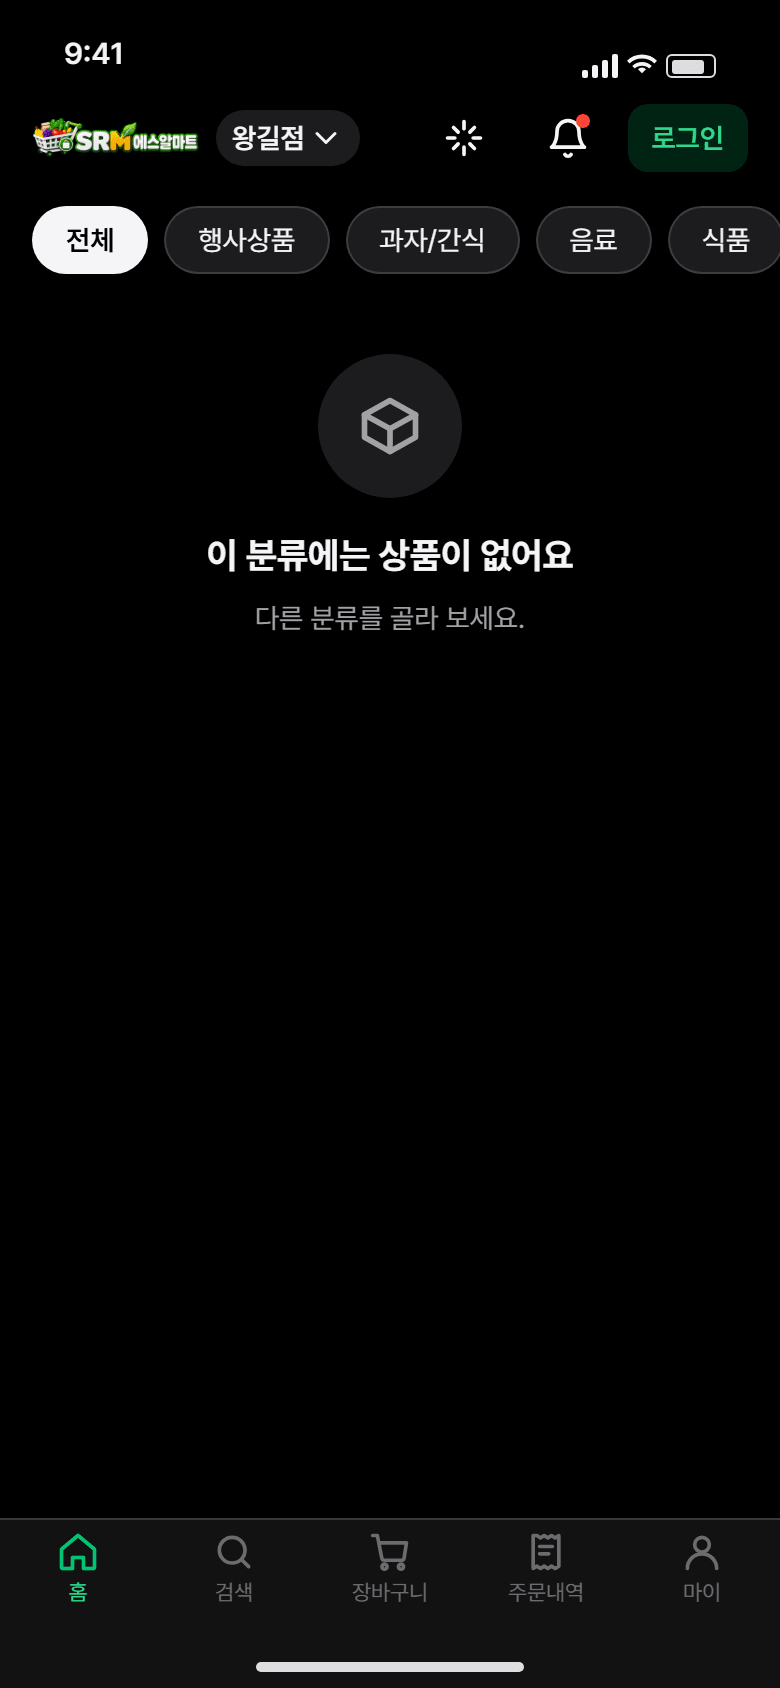 9:41
SRM 에스알마트
왕길점
로그인
전체 행사상품 과자/간식 음료 식품
이 분류에는 상품이 없어요
다른 분류를 골라 보세요.
홈 검색 장바구니 주문내역 마이